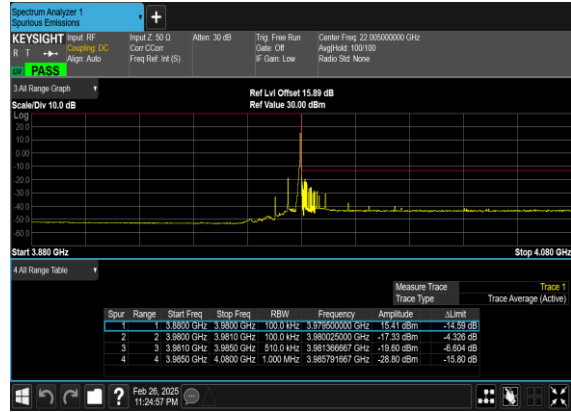 Spectrum Analyzer 1
Spurious Emissions
+
KEYSIGHT Input: RF Input Z: 50 Ω Atten: 30 dB Trig: Free Run Center Freq: 22.005000000 GHz
R T Coupling: DC Corr CCorr Gate: Off Avg|Hold: 100/100
Align: Auto Freq Ref: Int (S) IF Gain: Low Radio Std: None
PASS
3 All Range Graph
Ref Lvl Offset 15.89 dB
Scale/Div 10.0 dB Ref Value 30.00 dBm
Log
20.0
10.0
0.00
-10.0
-20.0
-30.0
-40.0
-50.0
-60.0
Start 3.880 GHz Stop 4.080 GHz
4 All Range Table
Measure Trace Trace 1
Trace Type Trace Average (Active)
Spur Range Start Freq Stop Freq RBW Frequency Amplitude ΔLimit
1 1 3.8800 GHz 3.9800 GHz 100.0 kHz 3.979500000 GHz 15.41 dBm -14.59 dB
2 2 3.9800 GHz 3.9810 GHz 100.0 kHz 3.980025000 GHz -17.33 dBm -4.326 dB
3 3 3.9810 GHz 3.9850 GHz 510.0 kHz 3.981366667 GHz -19.60 dBm -6.604 dB
4 4 3.9850 GHz 4.0800 GHz 1.000 MHz 3.985791667 GHz -28.80 dBm -15.80 dB
? Feb 26, 2025
11:24:57 PM